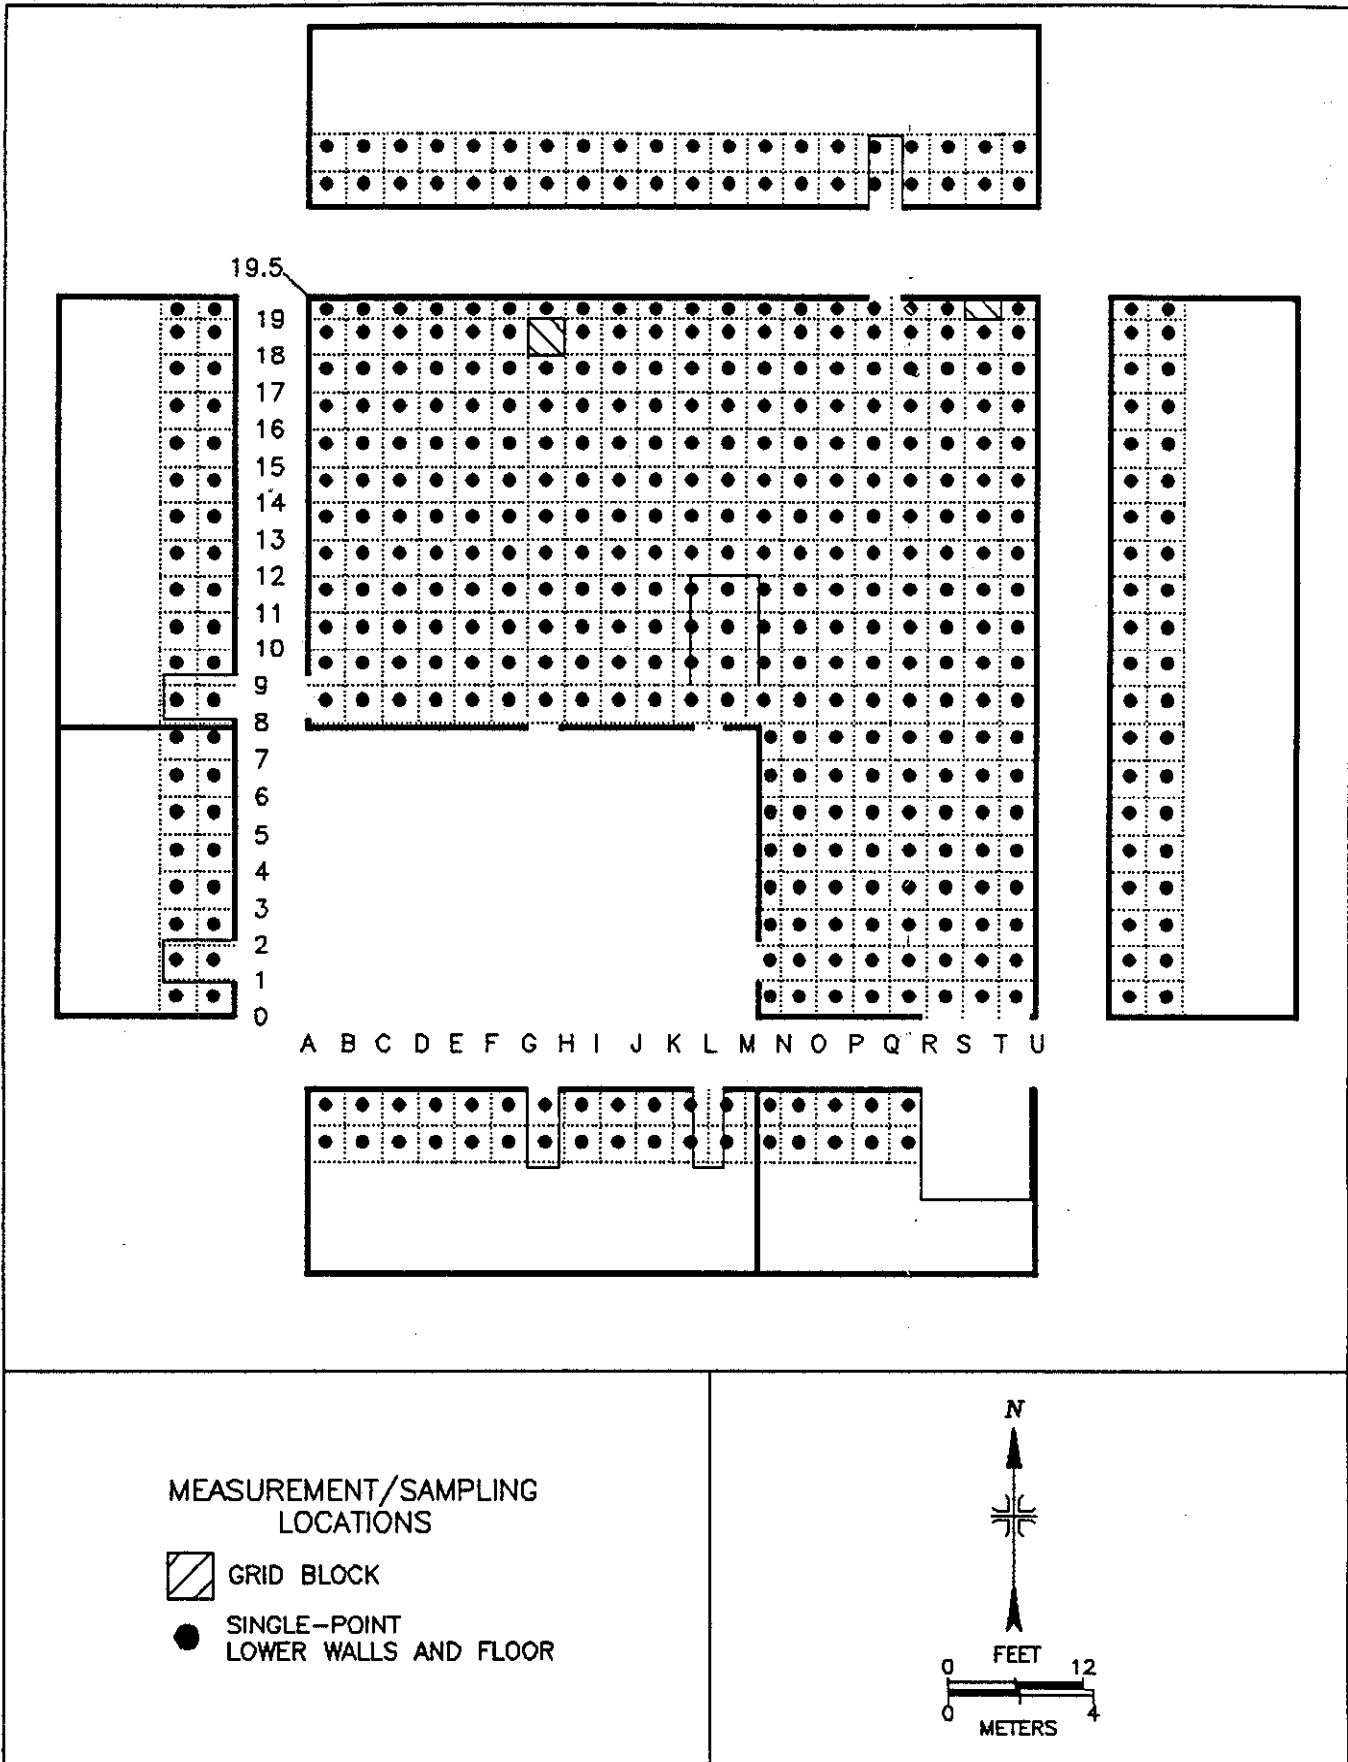 19.5
19
18
17
16
15
14
13
12
11
10
9
8
7
6
5
4
3
2
1
0
A B C D E F G H I J K L M N O P Q R S T U
MEASUREMENT/SAMPLING
LOCATIONS
GRID BLOCK
SINGLE-POINT
LOWER WALLS AND FLOOR
N
FEET
0 12
0 4
METERS